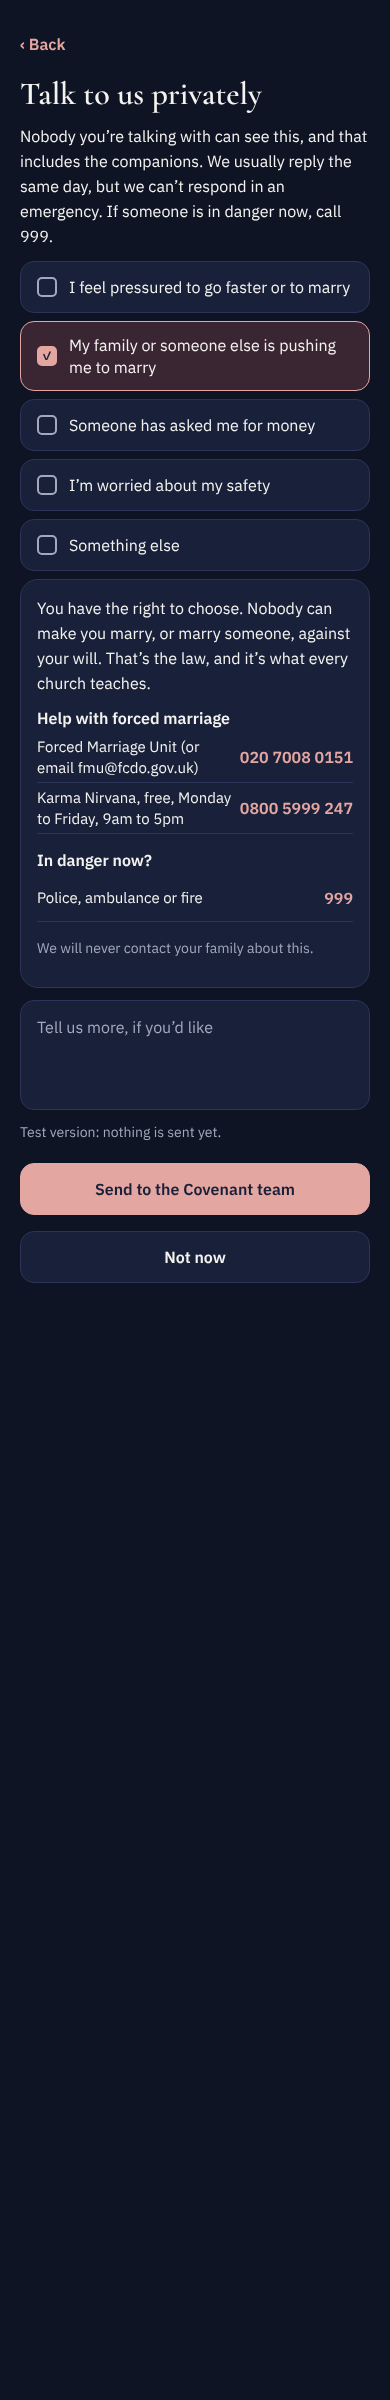 ‹ Back
Talk to us privately
Nobody you’re talking with can see this, and that
includes the companions. We usually reply the
same day, but we can’t respond in an
emergency. If someone is in danger now, call
999.
I feel pressured to go faster or to marry
My family or someone else is pushing
me to marry
Someone has asked me for money
I’m worried about my safety
Something else
You have the right to choose. Nobody can
make you marry, or marry someone, against
your will. That’s the law, and it’s what every
church teaches.
Help with forced marriage
Forced Marriage Unit (or
email fmu@fcdo.gov.uk)
020 7008 0151
Karma Nirvana, free, Monday
to Friday, 9am to 5pm
0800 5999 247
In danger now?
Police, ambulance or fire
999
We will never contact your family about this.
Tell us more, if you’d like
Test version: nothing is sent yet.
Send to the Covenant team
Not now